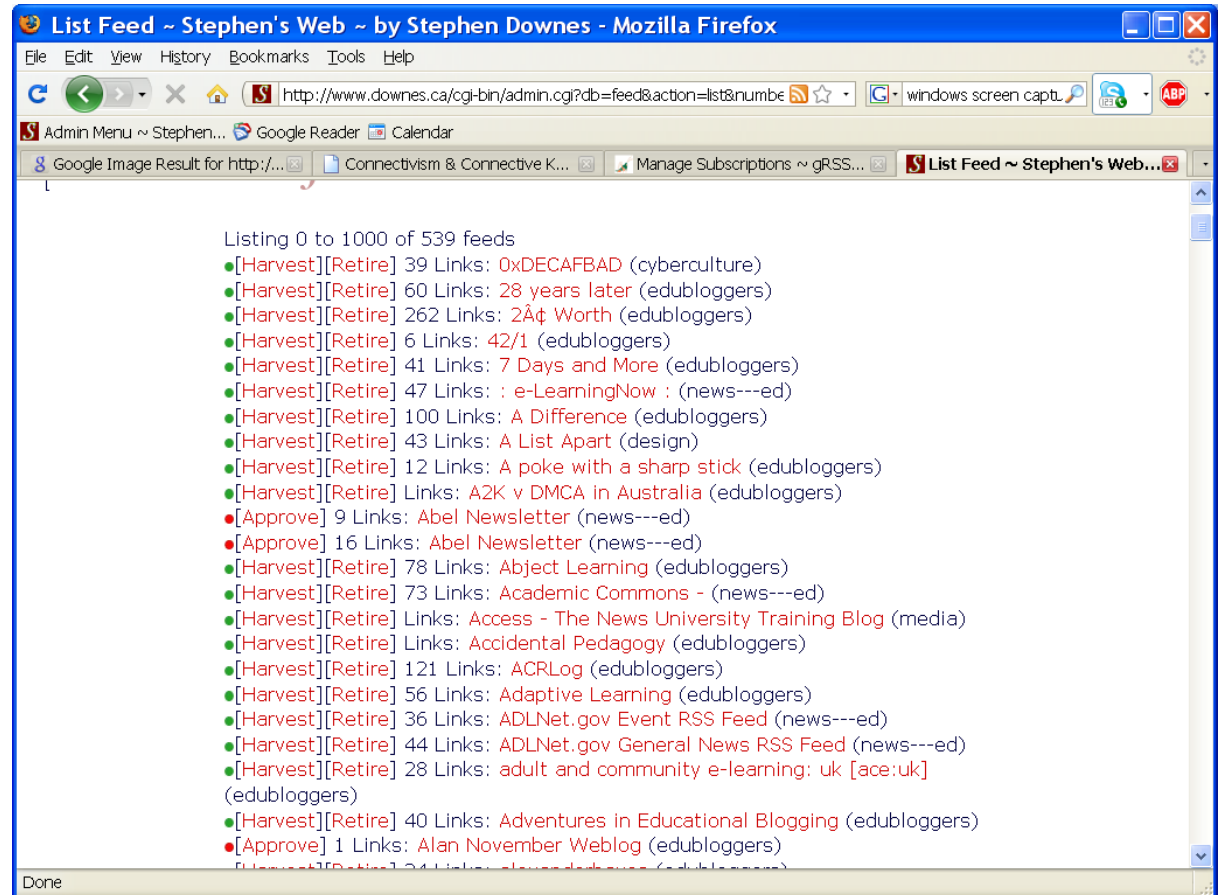 List Feed ~ Stephen's Web ~ by Stephen Downes - Mozilla Firefox
File Edit View History Bookmarks Tools Help
http://www.downes.ca/cgi-bin/admin.cgi?db=feed&action=list&numbe G windows screen captu ABP
S Admin Menu ~ Stephen... Google Reader Calendar
Google Image Result for http:/... Connectivism & Connective K... Manage Subscriptions ~ gRSS... List Feed ~ Stephen's Web...
Listing 0 to 1000 of 539 feeds
●[Harvest][Retire] 39 Links: 0xDECAFBAD (cyberculture)
●[Harvest][Retire] 60 Links: 28 years later (edubloggers)
●[Harvest][Retire] 262 Links: 2Â¢ Worth (edubloggers)
●[Harvest][Retire] 6 Links: 42/1 (edubloggers)
●[Harvest][Retire] 41 Links: 7 Days and More (edubloggers)
●[Harvest][Retire] 47 Links: : e-LearningNow : (news---ed)
●[Harvest][Retire] 100 Links: A Difference (edubloggers)
●[Harvest][Retire] 43 Links: A List Apart (design)
●[Harvest][Retire] 12 Links: A poke with a sharp stick (edubloggers)
●[Harvest][Retire] Links: A2K v DMCA in Australia (edubloggers)
●[Approve] 9 Links: Abel Newsletter (news---ed)
●[Approve] 16 Links: Abel Newsletter (news---ed)
●[Harvest][Retire] 78 Links: Abject Learning (edubloggers)
●[Harvest][Retire] 73 Links: Academic Commons - (news---ed)
●[Harvest][Retire] Links: Access - The News University Training Blog (media)
●[Harvest][Retire] Links: Accidental Pedagogy (edubloggers)
●[Harvest][Retire] 121 Links: ACRLog (edubloggers)
●[Harvest][Retire] 56 Links: Adaptive Learning (edubloggers)
●[Harvest][Retire] 36 Links: ADLNet.gov Event RSS Feed (news---ed)
●[Harvest][Retire] 44 Links: ADLNet.gov General News RSS Feed (news---ed)
●[Harvest][Retire] 28 Links: adult and community e-learning: uk [ace:uk]
(edubloggers)
●[Harvest][Retire] 40 Links: Adventures in Educational Blogging (edubloggers)
●[Approve] 1 Links: Alan November Weblog (edubloggers)
Done